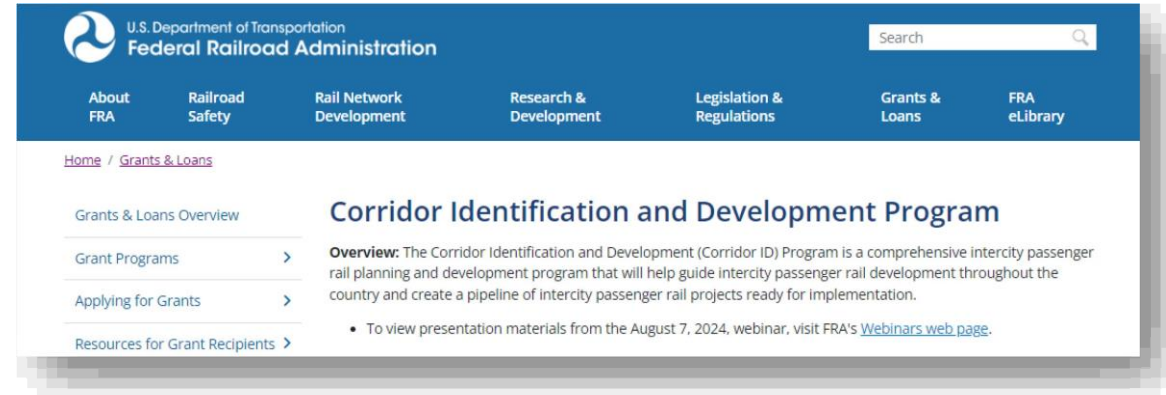 U.S. Department of Transportation
Federal Railroad Administration
Search
About FRA
Railroad Safety
Rail Network Development
Research & Development
Legislation & Regulations
Grants & Loans
FRA eLibrary
Home / Grants & Loans
Grants & Loans Overview
Grant Programs
Applying for Grants
Resources for Grant Recipients
Corridor Identification and Development Program
Overview: The Corridor Identification and Development (Corridor ID) Program is a comprehensive intercity passenger
rail planning and development program that will help guide intercity passenger rail development throughout the
country and create a pipeline of intercity passenger rail projects ready for implementation.
• To view presentation materials from the August 7, 2024, webinar, visit FRA's Webinars web page.